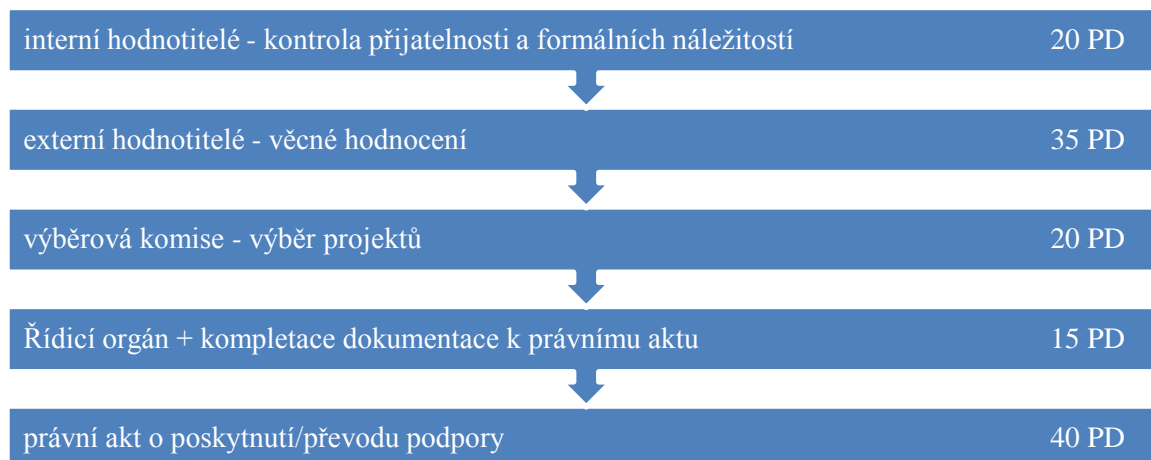 interní hodnotitelé - kontrola přijatelnosti a formálních náležitostí 20 PD
externí hodnotitelé - věcné hodnocení 35 PD
výběrová komise - výběr projektů 20 PD
Řídicí orgán + kompletace dokumentace k právnímu aktu 15 PD
právní akt o poskytnutí/převodu podpory 40 PD